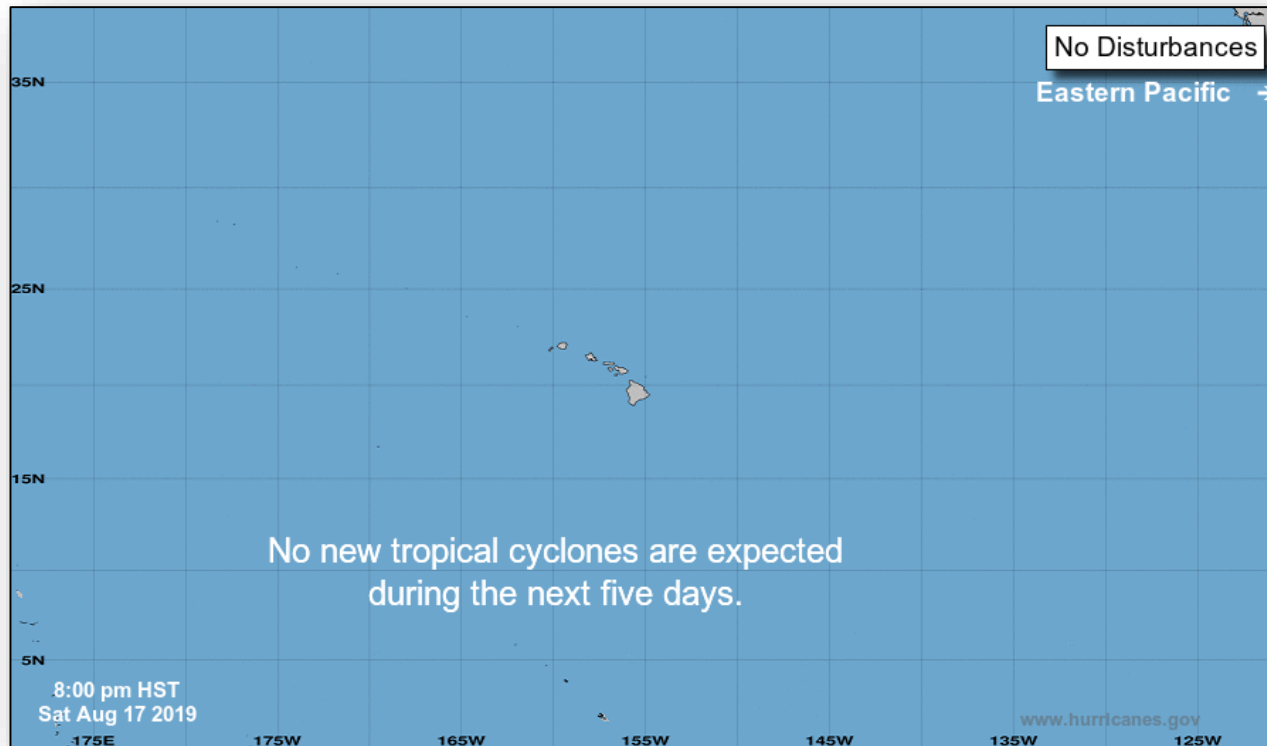 No Disturbances
35N
Eastern Pacific →
25N
15N
No new tropical cyclones are expected
during the next five days.
5N
8:00 pm HST
Sat Aug 17 2019
www.hurricanes.gov
175E 175W 165W 155W 145W 135W 125W